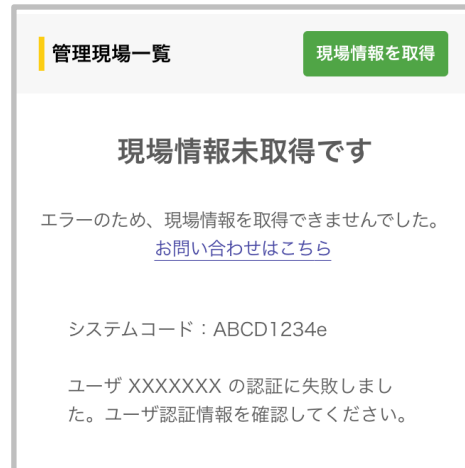 管理現場一覧
現場情報を取得
現場情報未取得です
エラーのため、現場情報を取得できませんでした。
お問い合わせはこちら
システムコード：ABCD1234e
ユーザ XXXXXXX の認証に失敗しまし
た。ユーザ認証情報を確認してください。